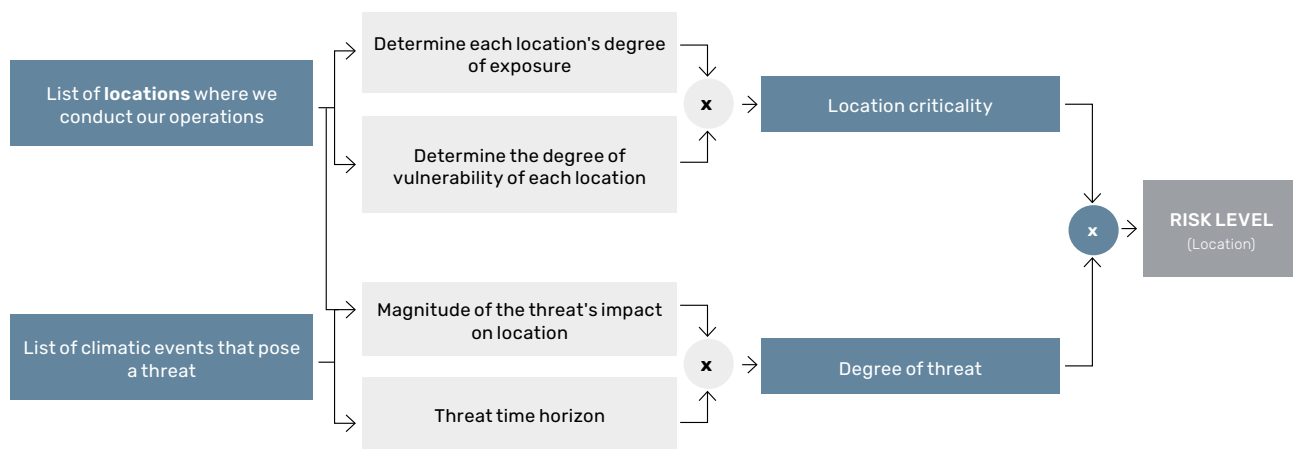 List of locations where we
conduct our operations
Determine each location's degree
of exposure
Determine the degree of
vulnerability of each location
x
Location criticality
List of climatic events that pose
a threat
Magnitude of the threat's impact
on location
Threat time horizon
x
Degree of threat
x
RISK LEVEL
(Location)